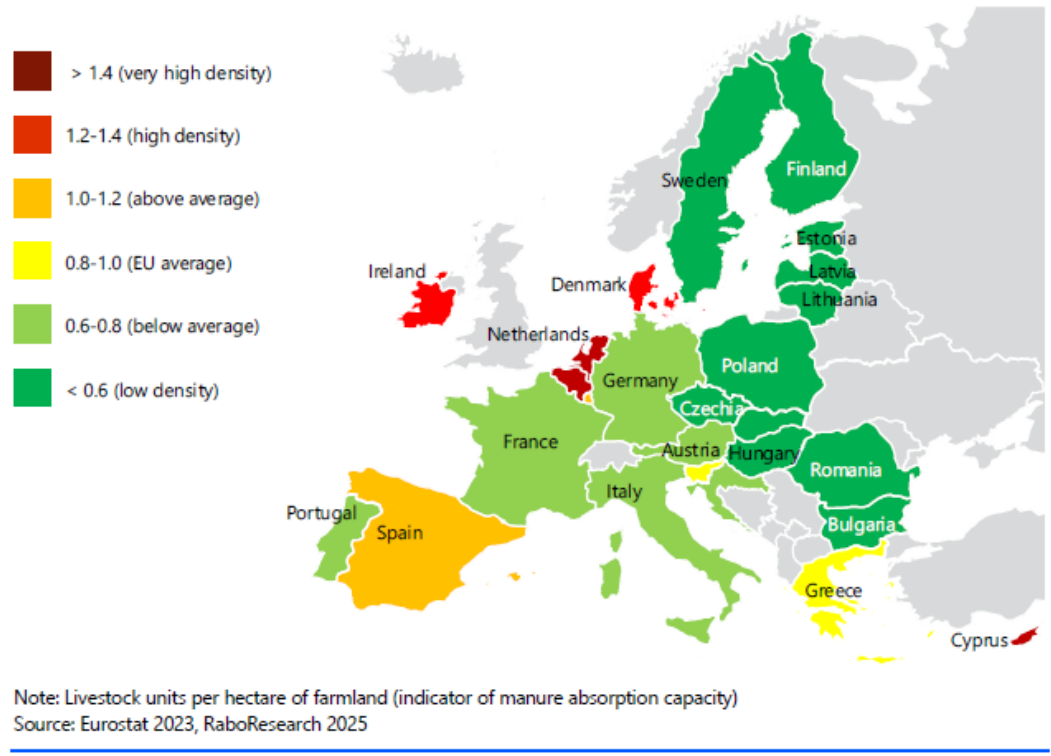 > 1.4 (very high density)
1.2-1.4 (high density)
1.0-1.2 (above average)
0.8-1.0 (EU average)
0.6-0.8 (below average)
< 0.6 (low density)
Finland
Sweden
Estonia
Latvia
Lithuania
Ireland
Denmark
Netherlands
Germany
Poland
Czechia
France
Austria
Hungary
Romania
Italy
Portugal
Spain
Bulgaria
Greece
Cyprus
Note: Livestock units per hectare of farmland (indicator of manure absorption capacity)
Source: Eurostat 2023, RaboResearch 2025